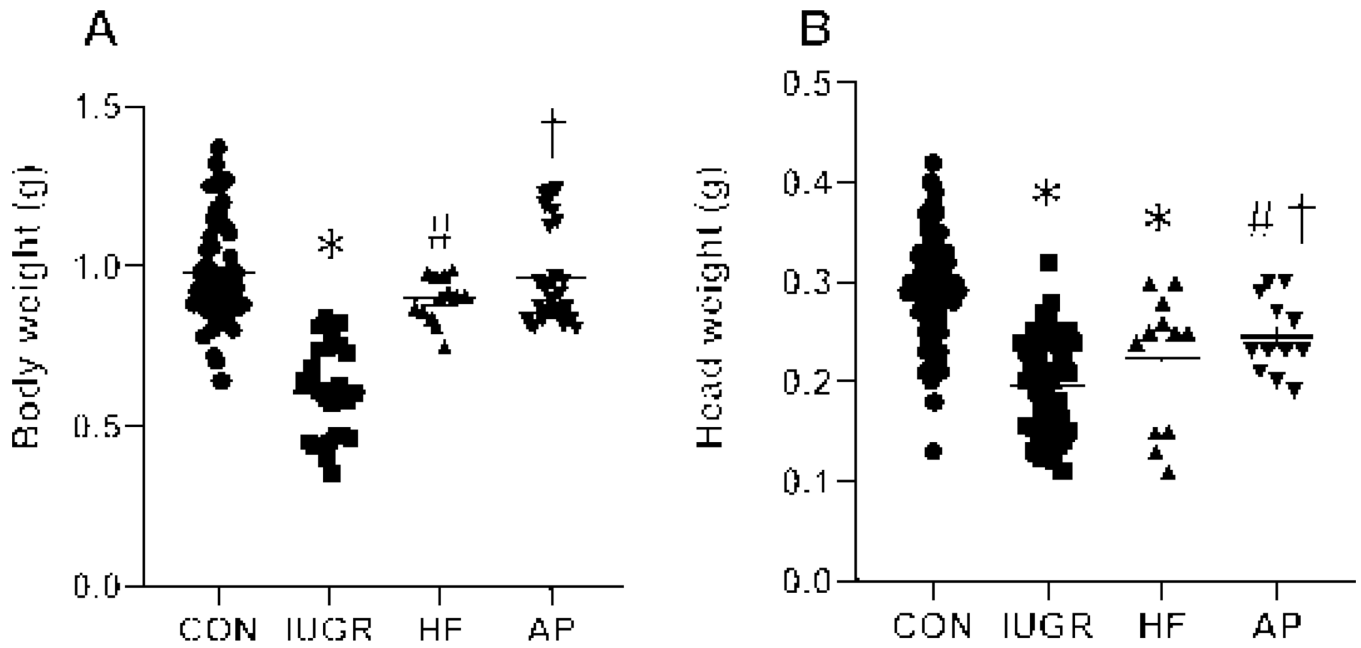 A
Body weight (g)
1.5
1.0
0.5
0.0
*
#
†
CON IUGR HF AP
B
Head weight (g)
0.5
0.4
0.3
0.2
0.1
0.0
*
*
# †
CON IUGR HF AP